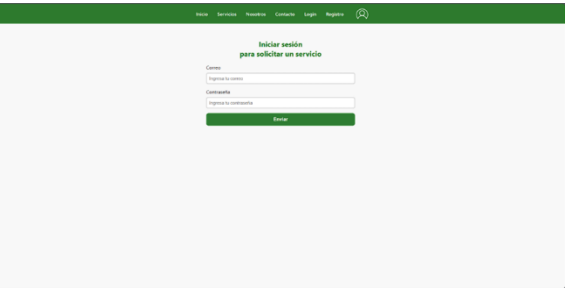 Inicio Servicios Nosotros Contacto Login Registro
Iniciar sesión
para solicitar un servicio
Correo
Ingresa tu correo
Contraseña
Ingresa tu contraseña
Enviar